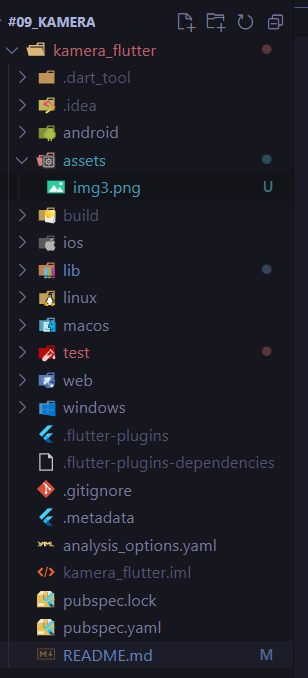 #09_KAMERA
kamera_flutter
.dart_tool
.idea
android
assets
img3.png U
build
ios
lib
linux
macos
test
web
windows
.flutter-plugins
.flutter-plugins-dependencies
.gitignore
.metadata
analysis_options.yaml
kamera_flutter.iml
pubspec.lock
pubspec.yaml
README.md M